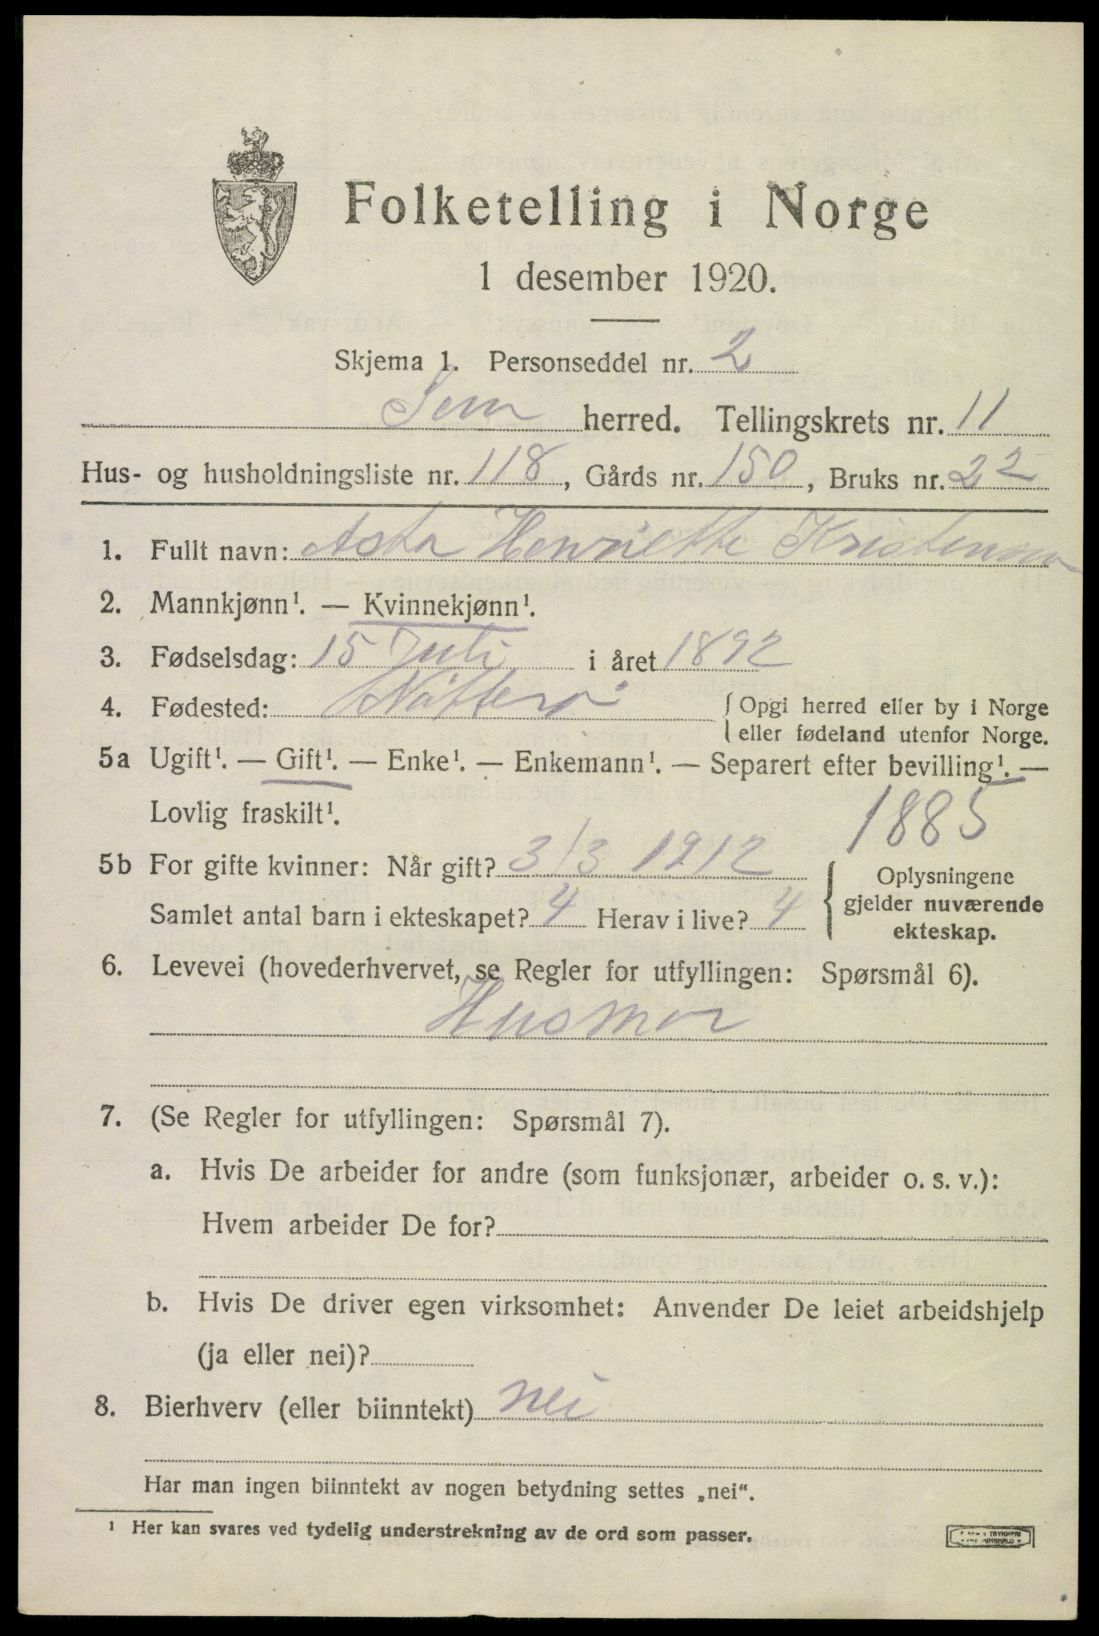 Folketelling i Norge
1 desember 1920.
Skjema 1. Personseddel nr. 2
Sem herred. Tellingskrets nr. 11
Hus- og husholdningsliste nr. 118, Gårds nr. 150, Bruks nr. 22
1. Fullt navn: Asta Henriette Kristensen
2. Mannkjønn¹. — Kvinnekjønn¹.
3. Fødselsdag: 15 Juli i året 1892
4. Fødested: Nøtterø { Opgi herred eller by i Norge
eller fødeland utenfor Norge.
5a Ugift¹. — Gift¹. — Enke¹. — Enkemann¹. — Separert efter bevilling¹. —
Lovlig fraskilt¹. 1885
5b For gifte kvinner: Når gift? 3/3 1912
Samlet antal barn i ekteskapet? 4 Herav i live? 4
{ Oplysningene
gjelder nuværende
ekteskap.
6. Levevei (hovederhvervet, se Regler for utfyllingen: Spørsmål 6).
Husmor
7. (Se Regler for utfyllingen: Spørsmål 7).
a. Hvis De arbeider for andre (som funksjonær, arbeider o. s. v.):
Hvem arbeider De for?
b. Hvis De driver egen virksomhet: Anvender De leiet arbeidshjelp
(ja eller nei)?
8. Bierhverv (eller biinntekt) nei
Har man ingen biinntekt av nogen betydning settes „nei“.
¹ Her kan svares ved tydelig understrekning av de ord som passer.